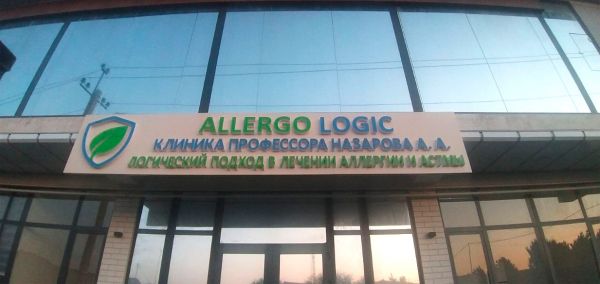 ALLERGO LOGIC
КЛИНИКА ПРОФЕССОРА НАЗАРОВА А. А.
ЛОГИЧЕСКИЙ ПОДХОД В ЛЕЧЕНИИ АЛЛЕРГИИ И АСТМЫ